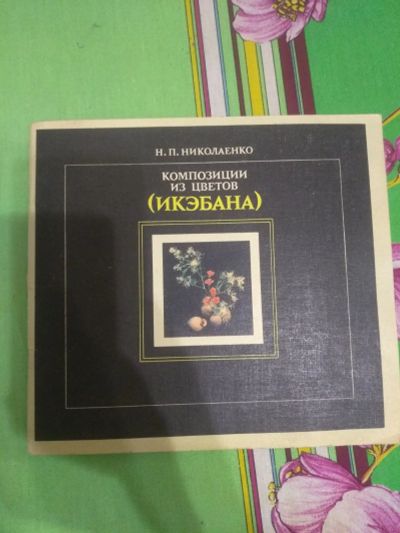 Н. П. НИКОЛАЕНКО
КОМПОЗИЦИИ
ИЗ ЦВЕТОВ
(ИКЭБАНА)